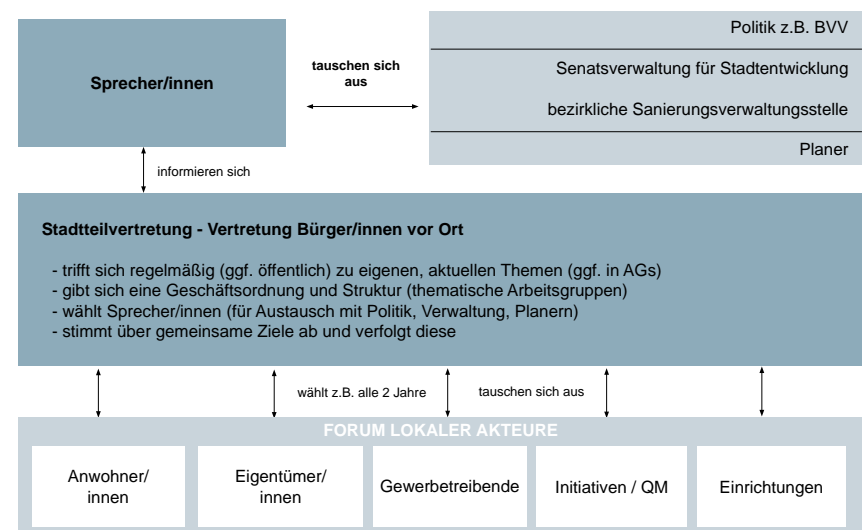 Sprecher/innen
tauschen sich
aus
Politik z.B. BVV
Senatsverwaltung für Stadtentwicklung
bezirkliche Sanierungsverwaltungsstelle
Planer
informieren sich
Stadtteilvertretung - Vertretung Bürger/innen vor Ort
- trifft sich regelmäßig (ggf. öffentlich) zu eigenen, aktuellen Themen (ggf. in AGs)
- gibt sich eine Geschäftsordnung und Struktur (thematische Arbeitsgruppen)
- wählt Sprecher/innen (für Austausch mit Politik, Verwaltung, Planern)
- stimmt über gemeinsame Ziele ab und verfolgt diese
wählt z.B. alle 2 Jahre
tauschen sich aus
FORUM LOKALER AKTEURE
Anwohner/
innen
Eigentümer/
innen
Gewerbetreibende
Initiativen / QM
Einrichtungen